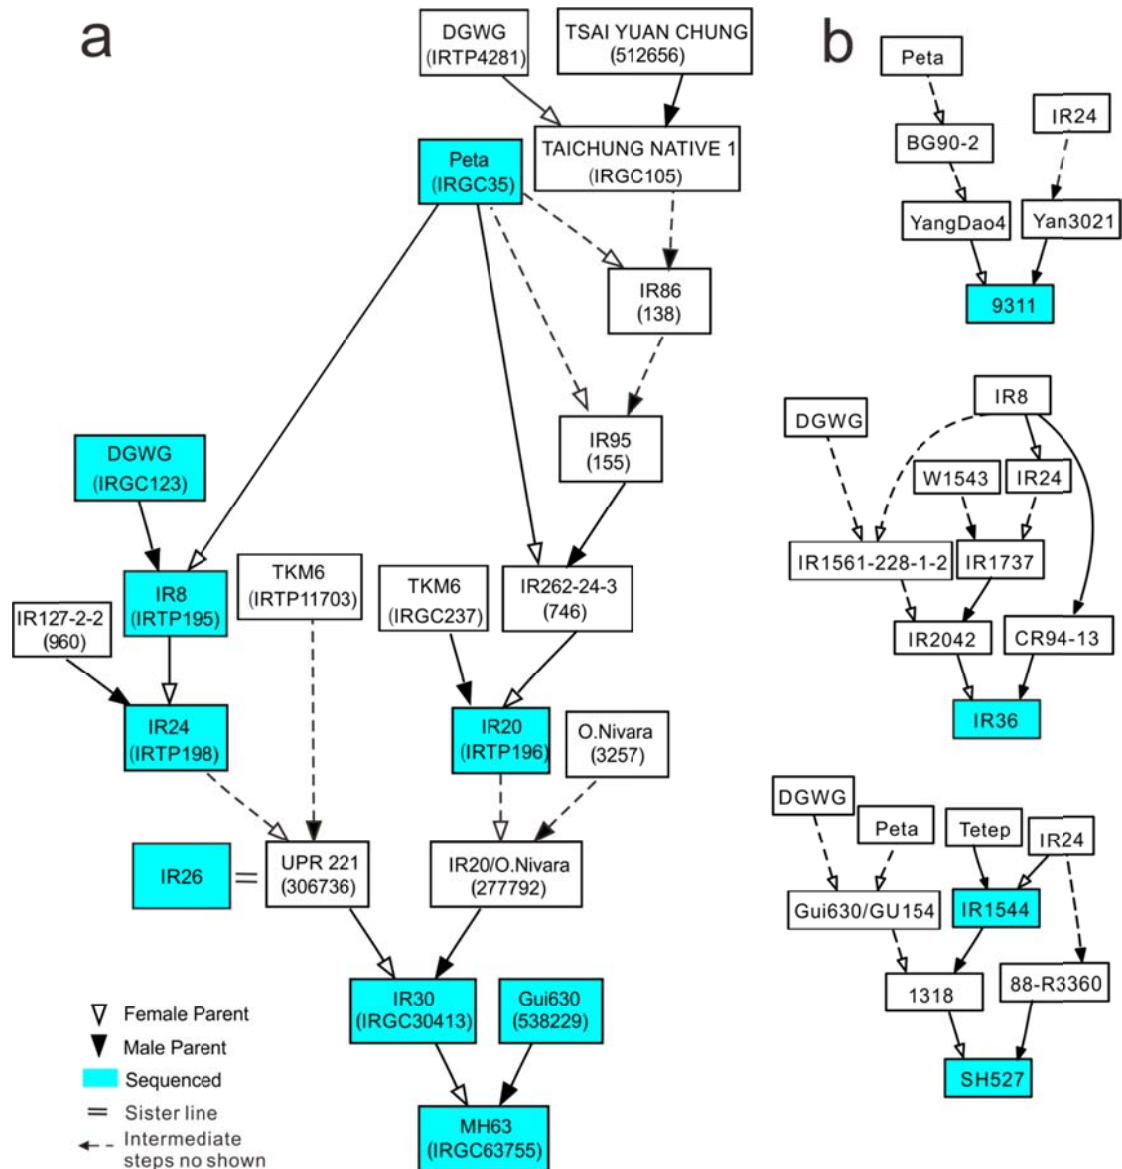 a
DGWG
(IRTP4281)
TSAI YUAN CHUNG
(512656)
Peta
(IRGC35)
TAICHUNG NATIVE 1
(IRGC105)
IR86
(138)
IR95
(155)
DGWG
(IRGC123)
IR8
(IRTP195)
TKM6
(IRTP11703)
TKM6
(IRGC237)
IR262-24-3
(746)
IR127-2-2
(960)
IR24
(IRTP198)
IR20
(IRTP196)
O.Nivara
(3257)
IR26
UPR 221
(306736)
IR20/O.Nivara
(277792)
IR30
(IRGC30413)
Gui630
(538229)
MH63
(IRGC63755)
Female Parent
Male Parent
Sequenced
Sister line
Intermediate
steps no shown
b
Peta
IR24
BG90-2
YangDao4
Yan3021
9311
IR8
DGWG
W1543
IR24
IR1561-228-1-2
IR1737
IR2042
CR94-13
IR36
DGWG
Peta
Tetep
IR24
Gui630/GU154
IR1544
1318
88-R3360
SH527